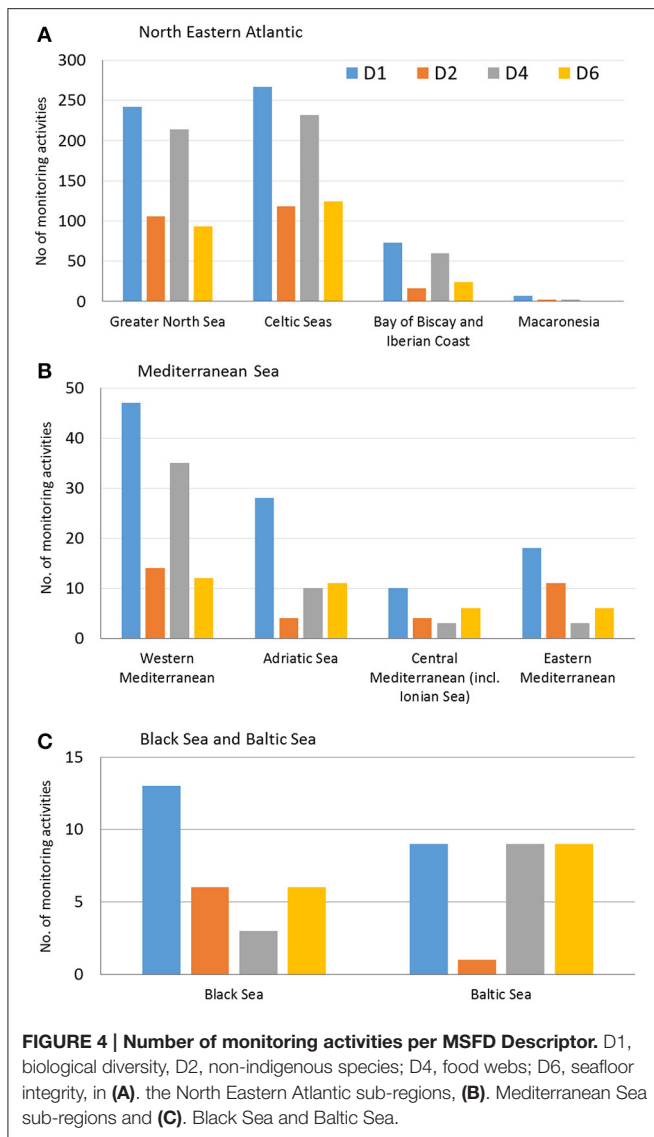 A North Eastern Atlantic
300
250
200
150
100
50
0
No of monitoring activities
D1 D2 D4 D6
Greater North Sea Celtic Seas Bay of Biscay and Macaronesia
Iberian Coast
B Mediterranean Sea
50
40
30
20
10
0
No. of monitoring activities
Western Adriatic Sea Central Eastern
Mediterranean Mediterranean (incl. Mediterranean
Ionian Sea)
C Black Sea and Baltic Sea
15
10
5
0
No. of monitoring activities
Black Sea Baltic Sea
FIGURE 4 | Number of monitoring activities per MSFD Descriptor. D1,
biological diversity, D2, non-indigenous species; D4, food webs; D6, seafloor
integrity, in (A). the North Eastern Atlantic sub-regions, (B). Mediterranean Sea
sub-regions and (C). Black Sea and Baltic Sea.